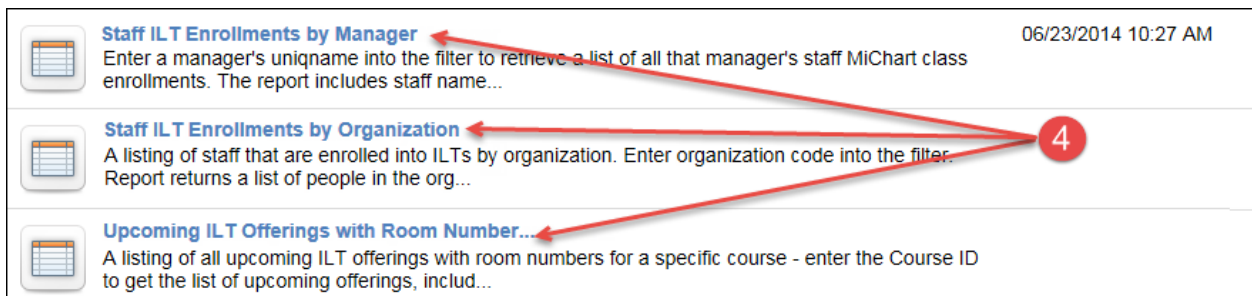 Staff ILT Enrollments by Manager 06/23/2014 10:27 AM
Enter a manager's uniqname into the filter to retrieve a list of all that manager's staff MiChart class
enrollments. The report includes staff name...
Staff ILT Enrollments by Organization
4
A listing of staff that are enrolled into ILTs by organization. Enter organization code into the filter.
Report returns a list of people in the org...
Upcoming ILT Offerings with Room Number...
A listing of all upcoming ILT offerings with room numbers for a specific course - enter the Course ID
to get the list of upcoming offerings, includ...